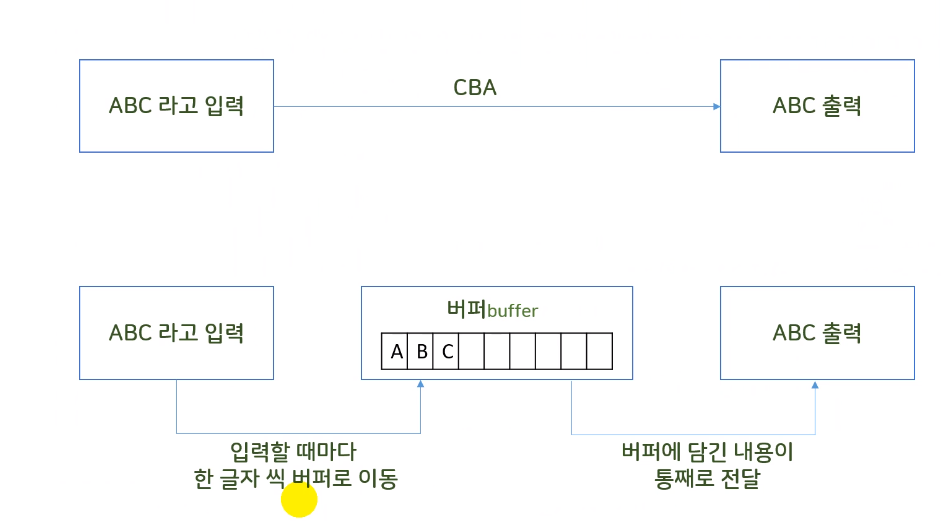 ABC 라고 입력
CBA
ABC 출력
ABC 라고 입력
버퍼buffer
A B C
ABC 출력
입력할 때마다
한 글자 씩 버퍼로 이동
버퍼에 담긴 내용이
통째로 전달